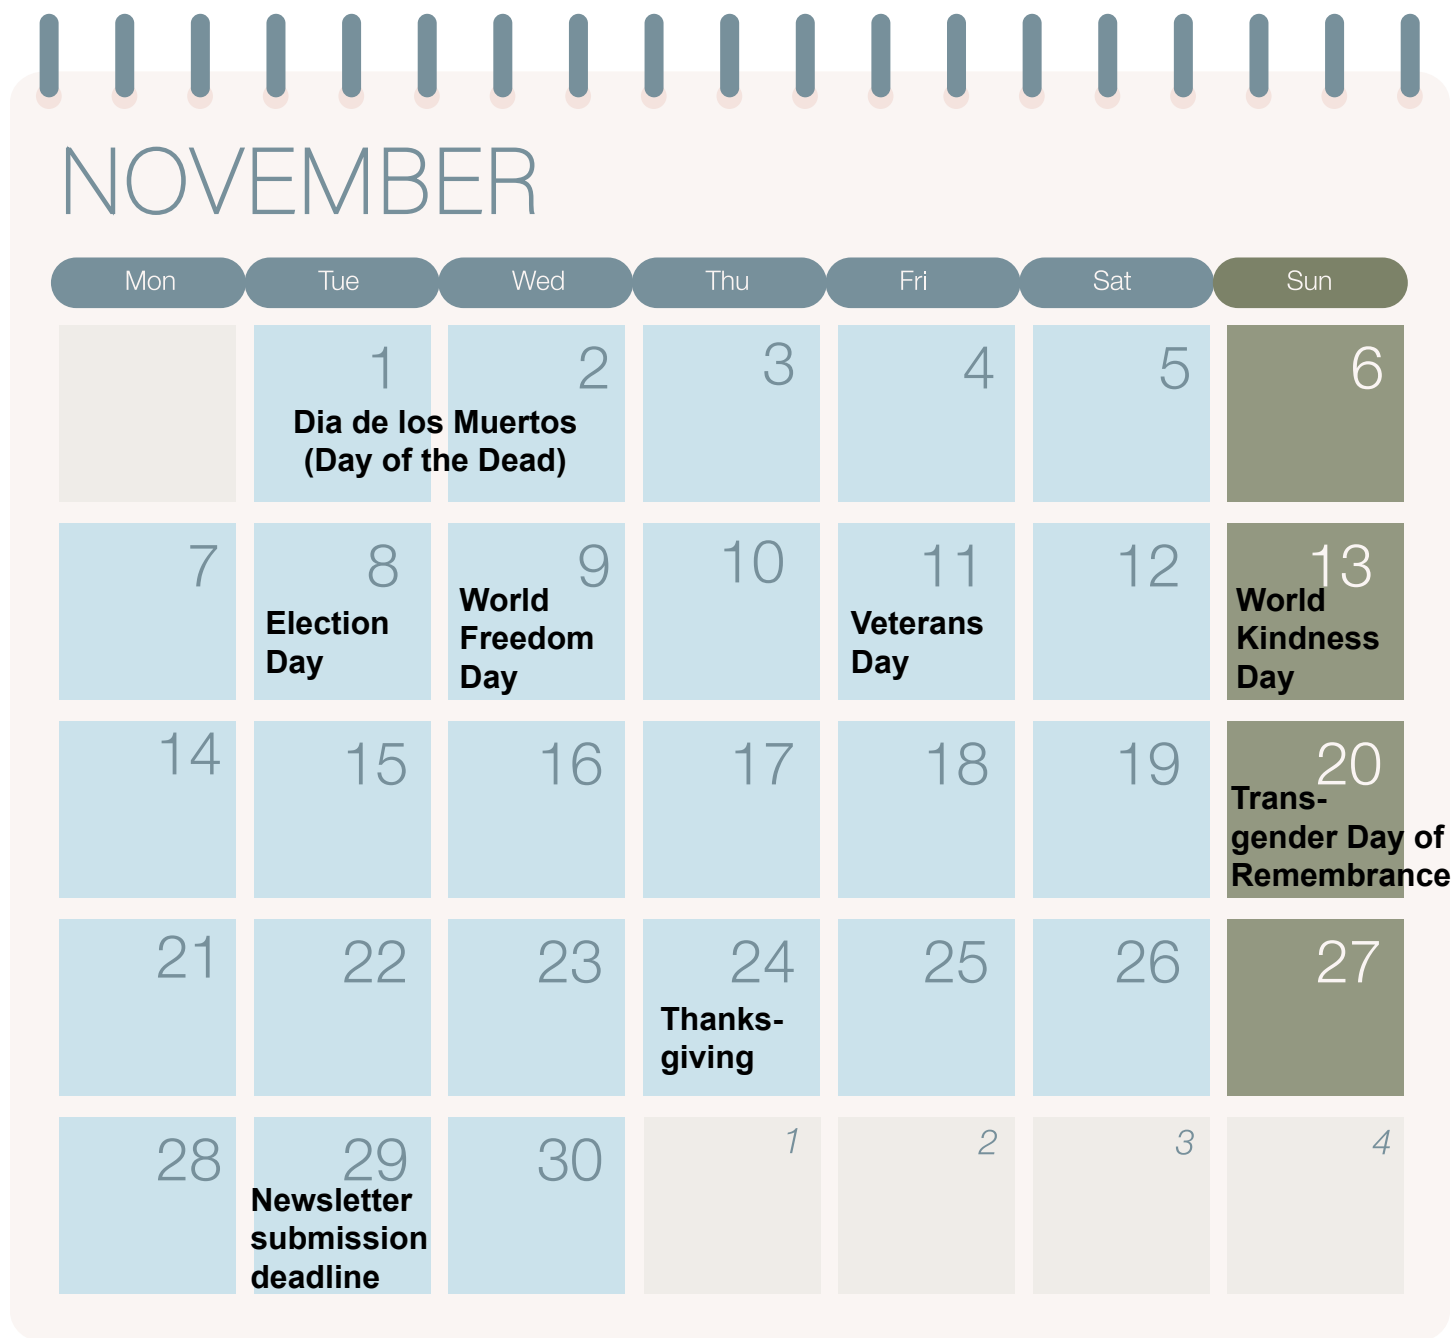 NOVEMBER
Mon Tue Wed Thu Fri Sat Sun
1 2 3 4 5 6
Dia de los Muertos
(Day of the Dead)
7 8 9 10 11 12 13
Election
Day
World
Freedom
Day
Veterans
Day
World
Kindness
Day
14 15 16 17 18 19 20
Trans-
gender Day of
Remembrance
21 22 23 24 25 26 27
Thanks-
giving
28 29 30 1 2 3 4
Newsletter
submission
deadline